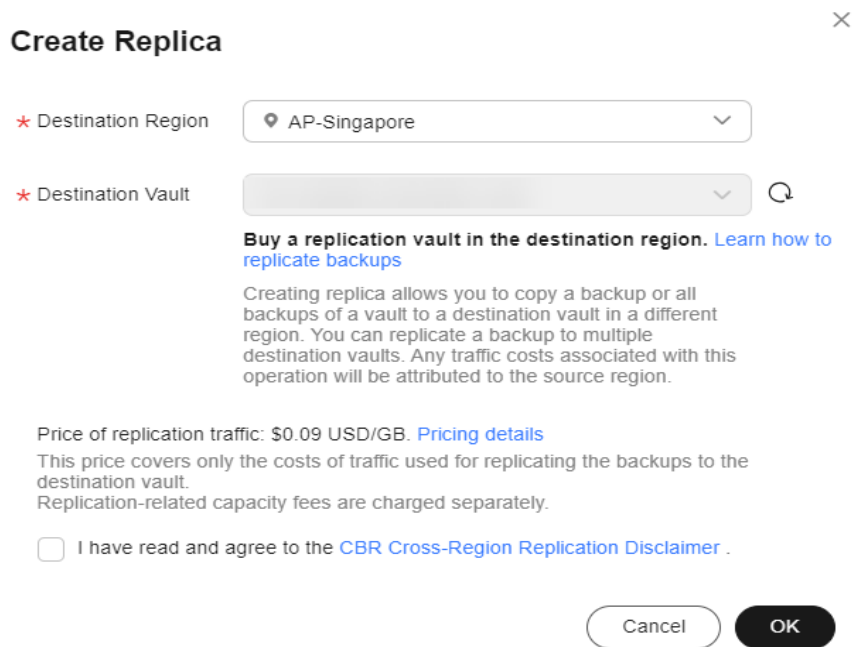 Create Replica
* Destination Region
AP-Singapore
* Destination Vault
Buy a replication vault in the destination region. Learn how to
replicate backups
Creating replica allows you to copy a backup or all
backups of a vault to a destination vault in a different
region. You can replicate a backup to multiple
destination vaults. Any traffic costs associated with this
operation will be attributed to the source region.
Price of replication traffic: $0.09 USD/GB. Pricing details
This price covers only the costs of traffic used for replicating the backups to the
destination vault.
Replication-related capacity fees are charged separately.
I have read and agree to the CBR Cross-Region Replication Disclaimer .
Cancel
OK